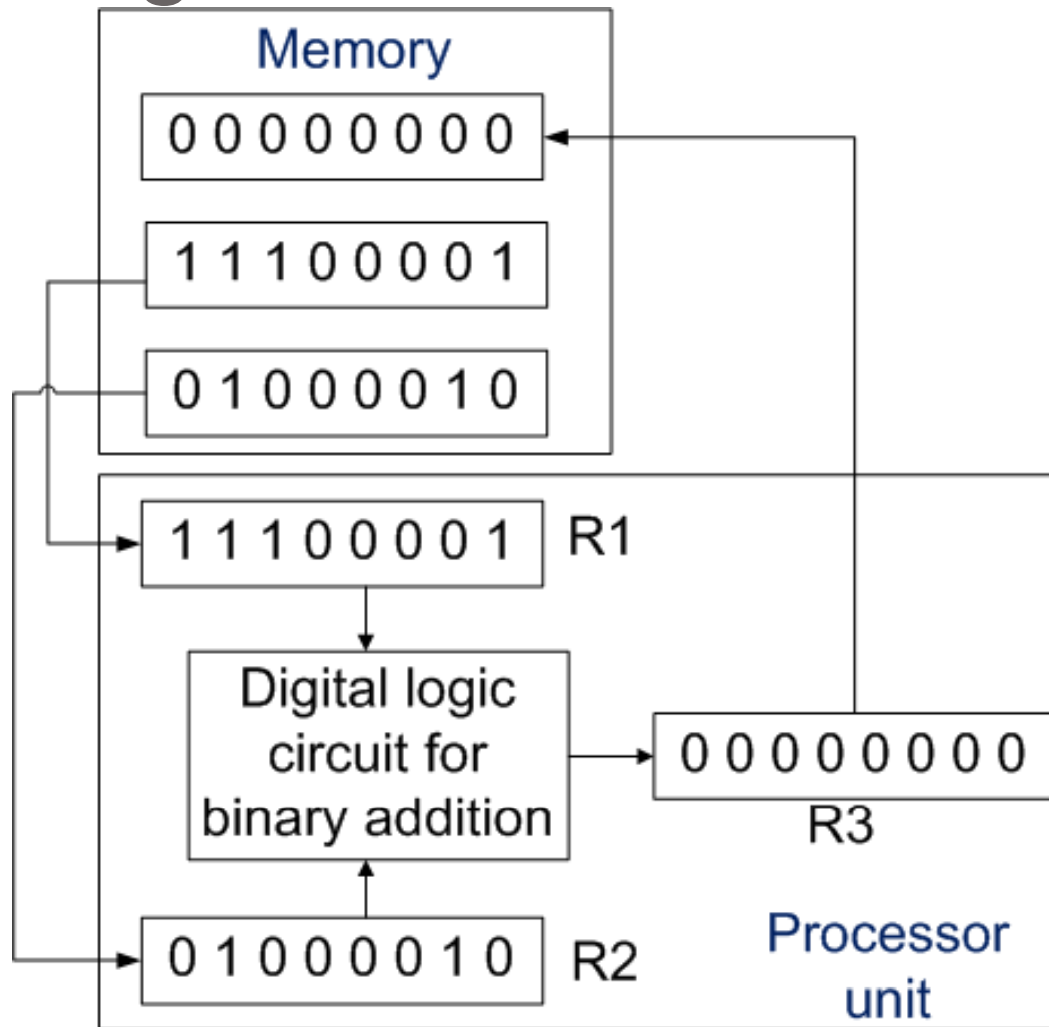 Memory
0 0 0 0 0 0 0 0
1 1 1 0 0 0 0 1
0 1 0 0 0 0 1 0
1 1 1 0 0 0 0 1 R1
Digital logic
circuit for
binary addition
0 0 0 0 0 0 0 0
R3
0 1 0 0 0 0 1 0 R2
Processor
unit